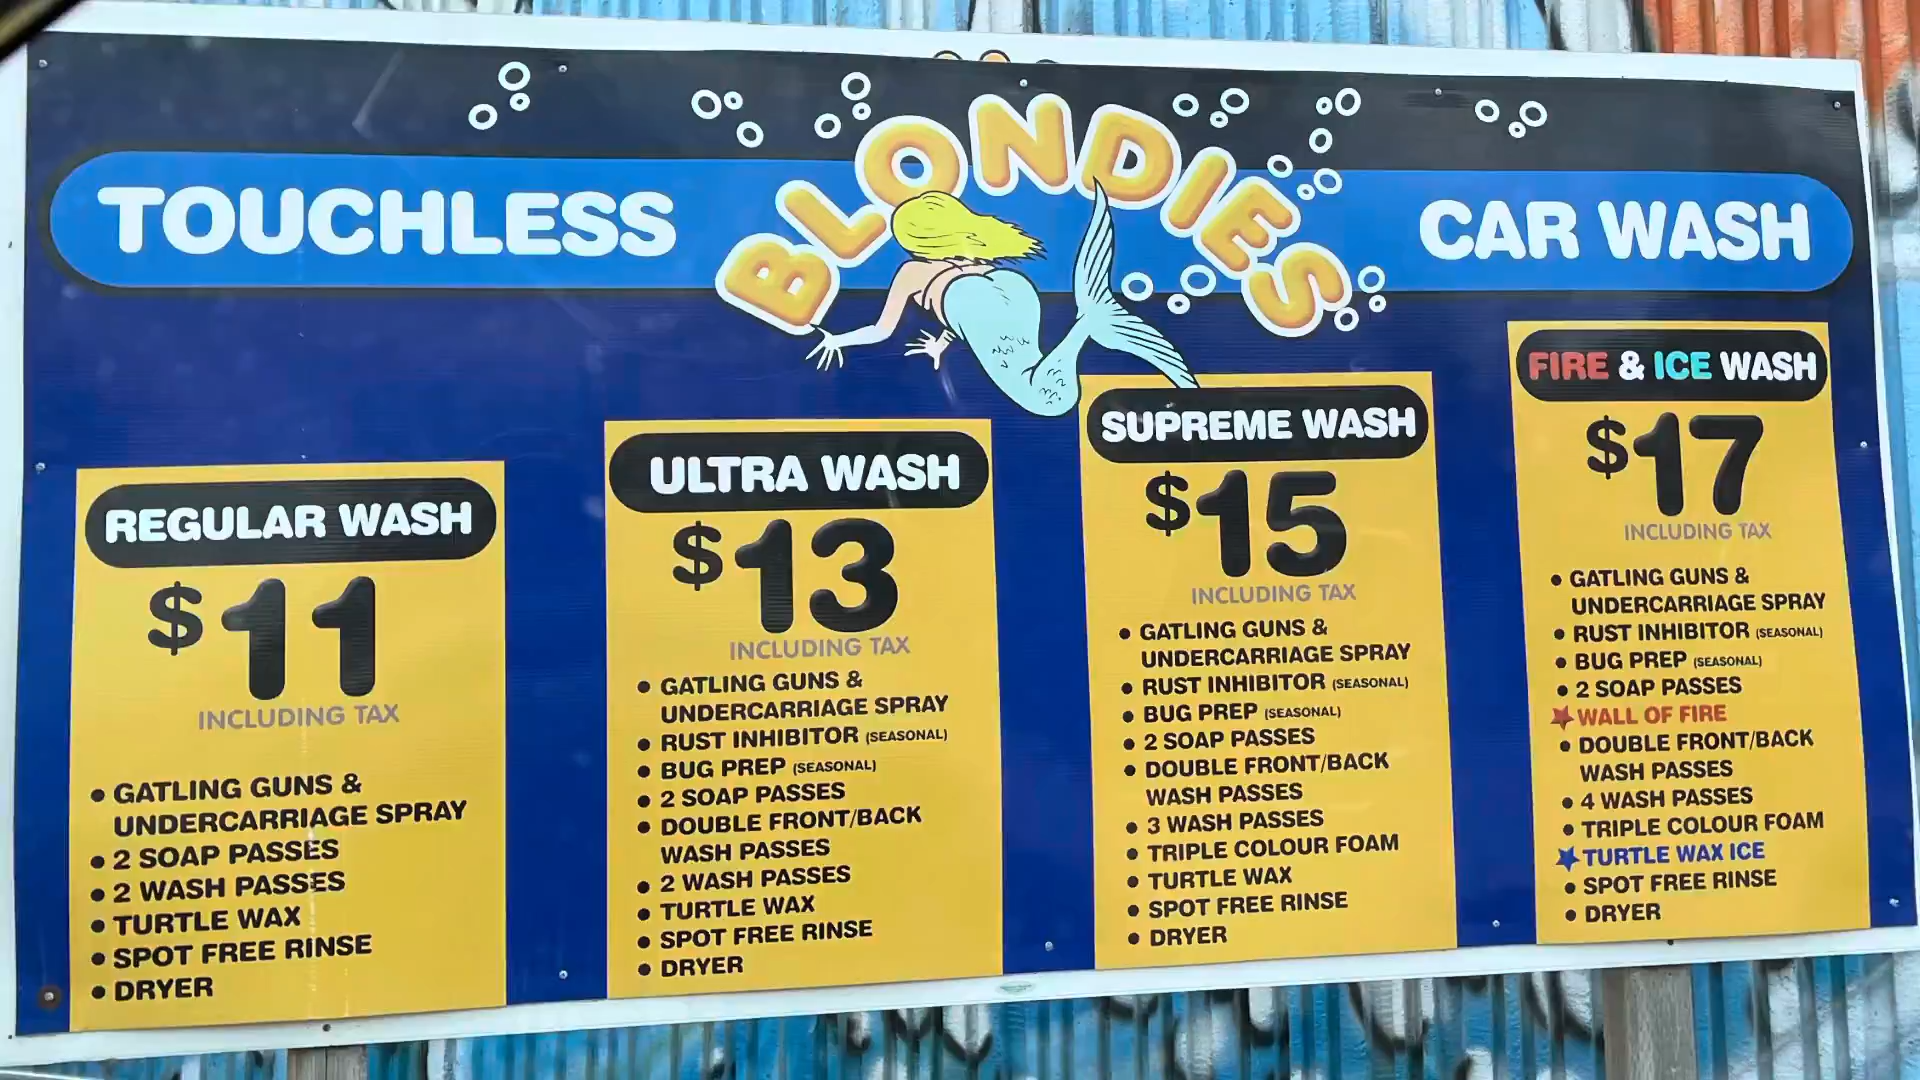 TOUCHLESS
BLONDIES
CAR WASH
REGULAR WASH
$11
INCLUDING TAX
• GATLING GUNS &
UNDERCARRIAGE SPRAY
• 2 SOAP PASSES
• 2 WASH PASSES
• TURTLE WAX
• SPOT FREE RINSE
• DRYER
ULTRA WASH
$13
INCLUDING TAX
• GATLING GUNS &
UNDERCARRIAGE SPRAY
• RUST INHIBITOR (SEASONAL)
• BUG PREP (SEASONAL)
• 2 SOAP PASSES
• DOUBLE FRONT/BACK
WASH PASSES
• 2 WASH PASSES
• TURTLE WAX
• SPOT FREE RINSE
• DRYER
SUPREME WASH
$15
INCLUDING TAX
• GATLING GUNS &
UNDERCARRIAGE SPRAY
• RUST INHIBITOR (SEASONAL)
• BUG PREP (SEASONAL)
• 2 SOAP PASSES
• DOUBLE FRONT/BACK
WASH PASSES
• 3 WASH PASSES
• TRIPLE COLOUR FOAM
• TURTLE WAX
• SPOT FREE RINSE
• DRYER
FIRE & ICE WASH
$17
INCLUDING TAX
• GATLING GUNS &
UNDERCARRIAGE SPRAY
• RUST INHIBITOR (SEASONAL)
• BUG PREP (SEASONAL)
• 2 SOAP PASSES
★ WALL OF FIRE
• DOUBLE FRONT/BACK
WASH PASSES
• 4 WASH PASSES
• TRIPLE COLOUR FOAM
★ TURTLE WAX ICE
• SPOT FREE RINSE
• DRYER